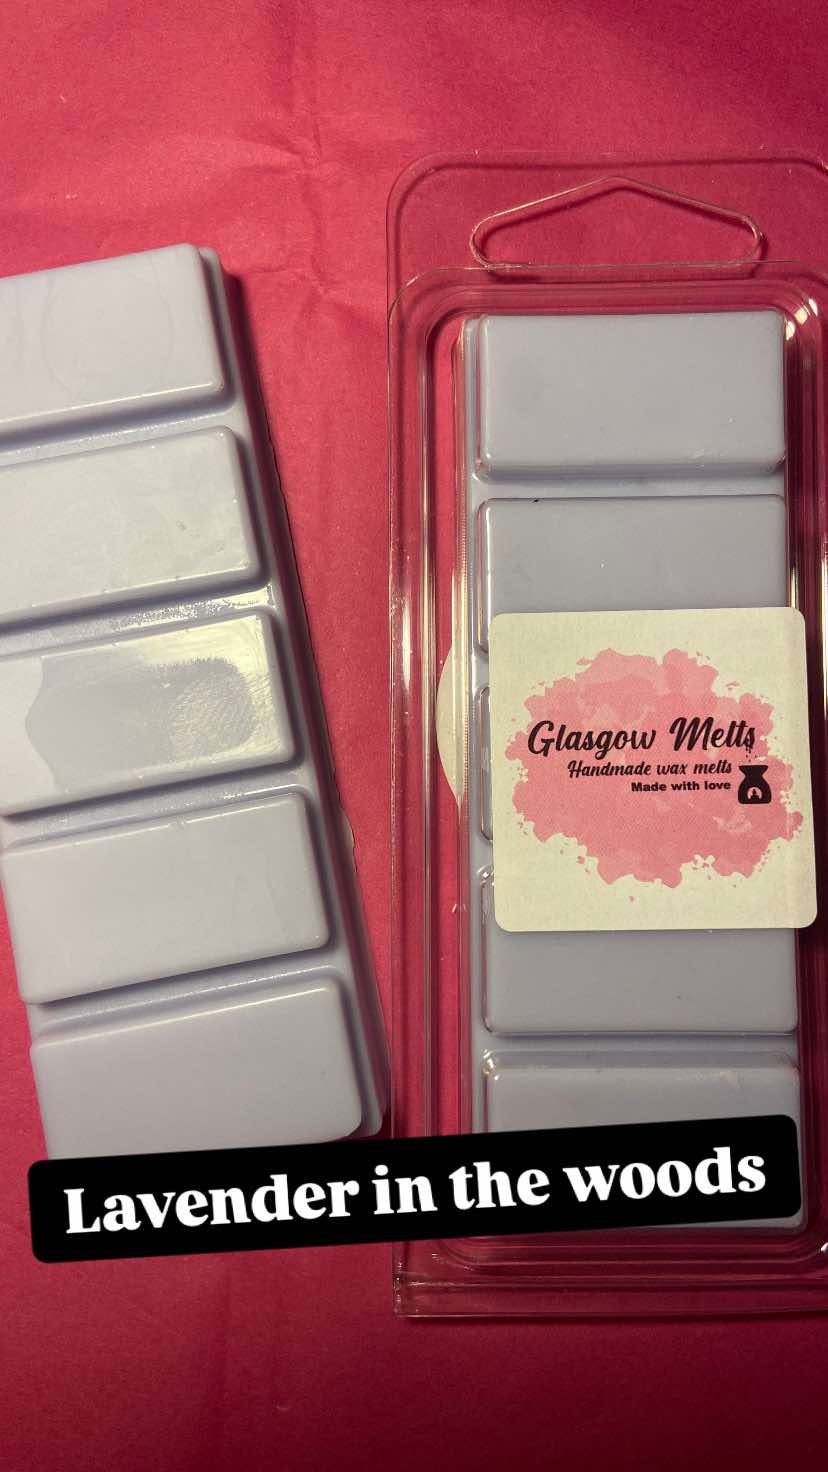 Glasgow Melts
Handmade wax melts
Made with love
Lavender in the woods